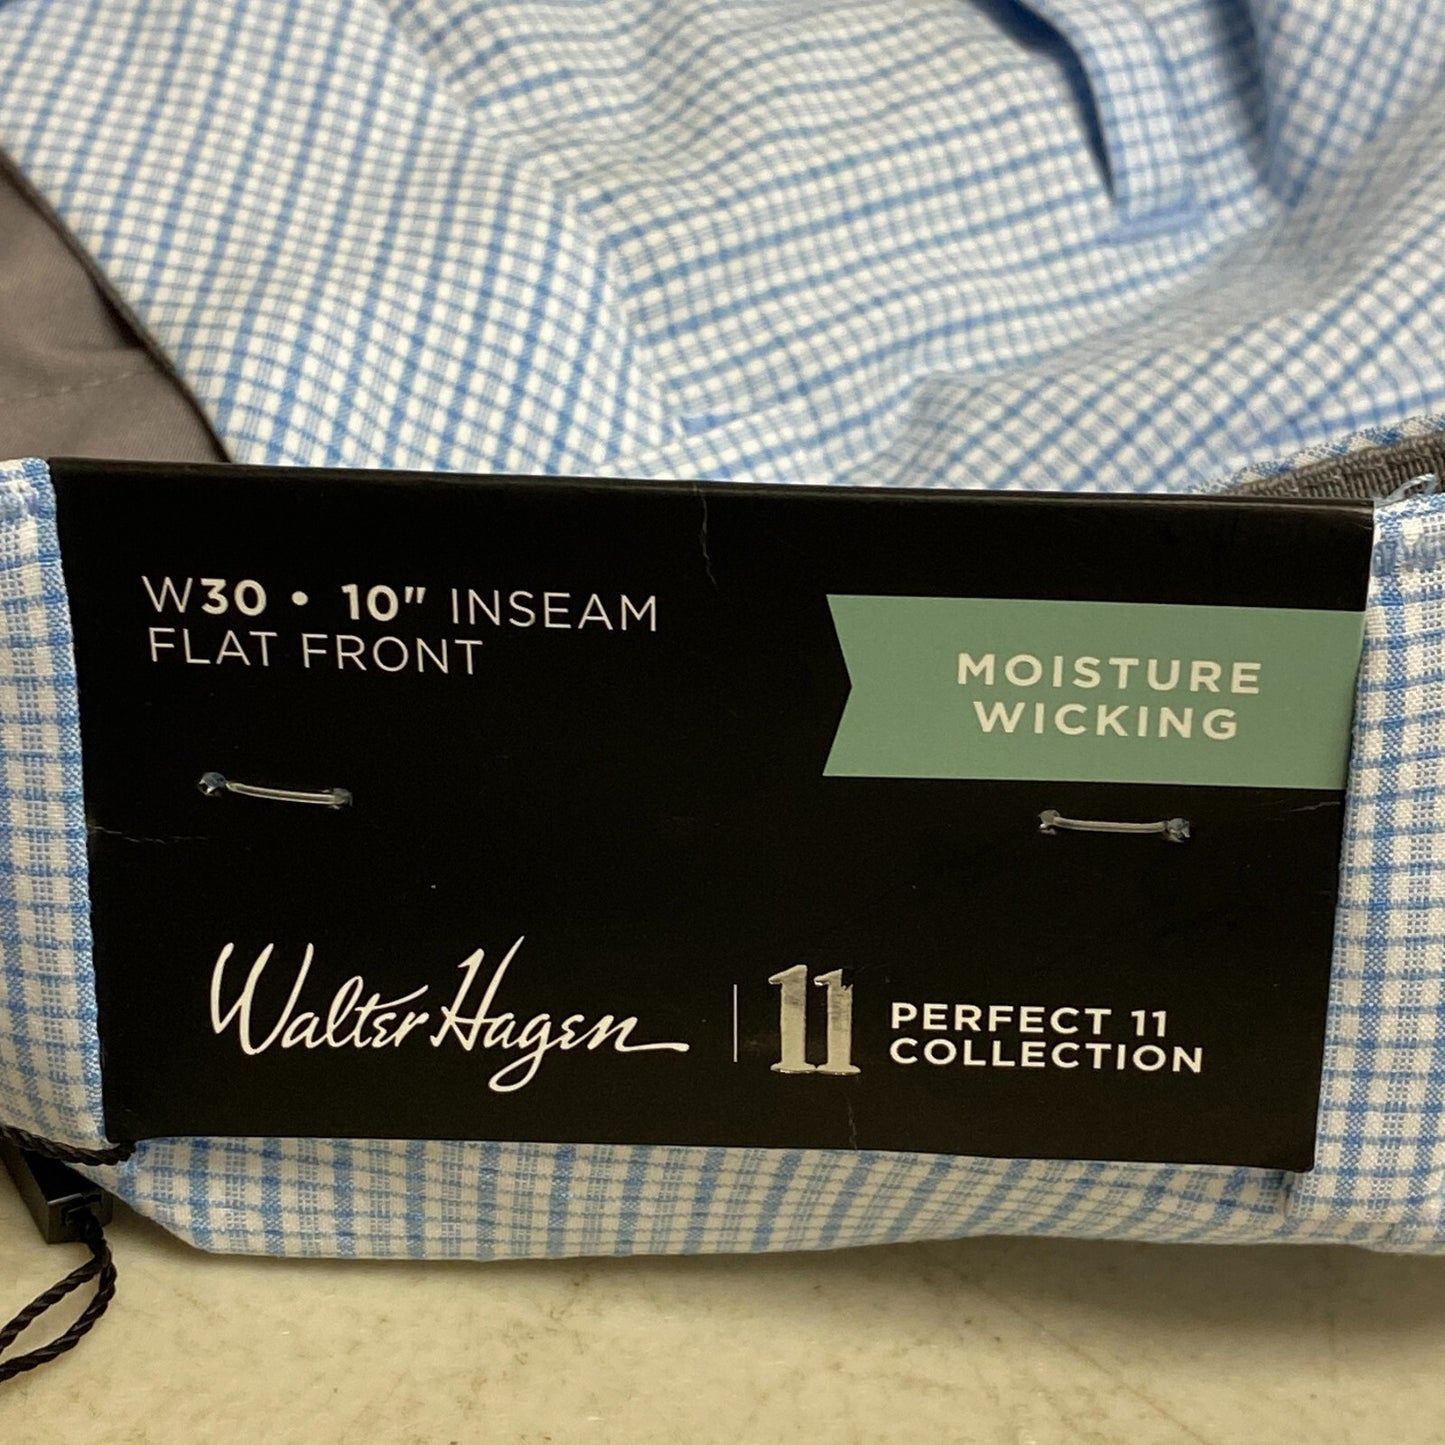 W30 • 10" INSEAM
FLAT FRONT
MOISTURE
WICKING
Walter Hagen | 11 PERFECT 11
COLLECTION